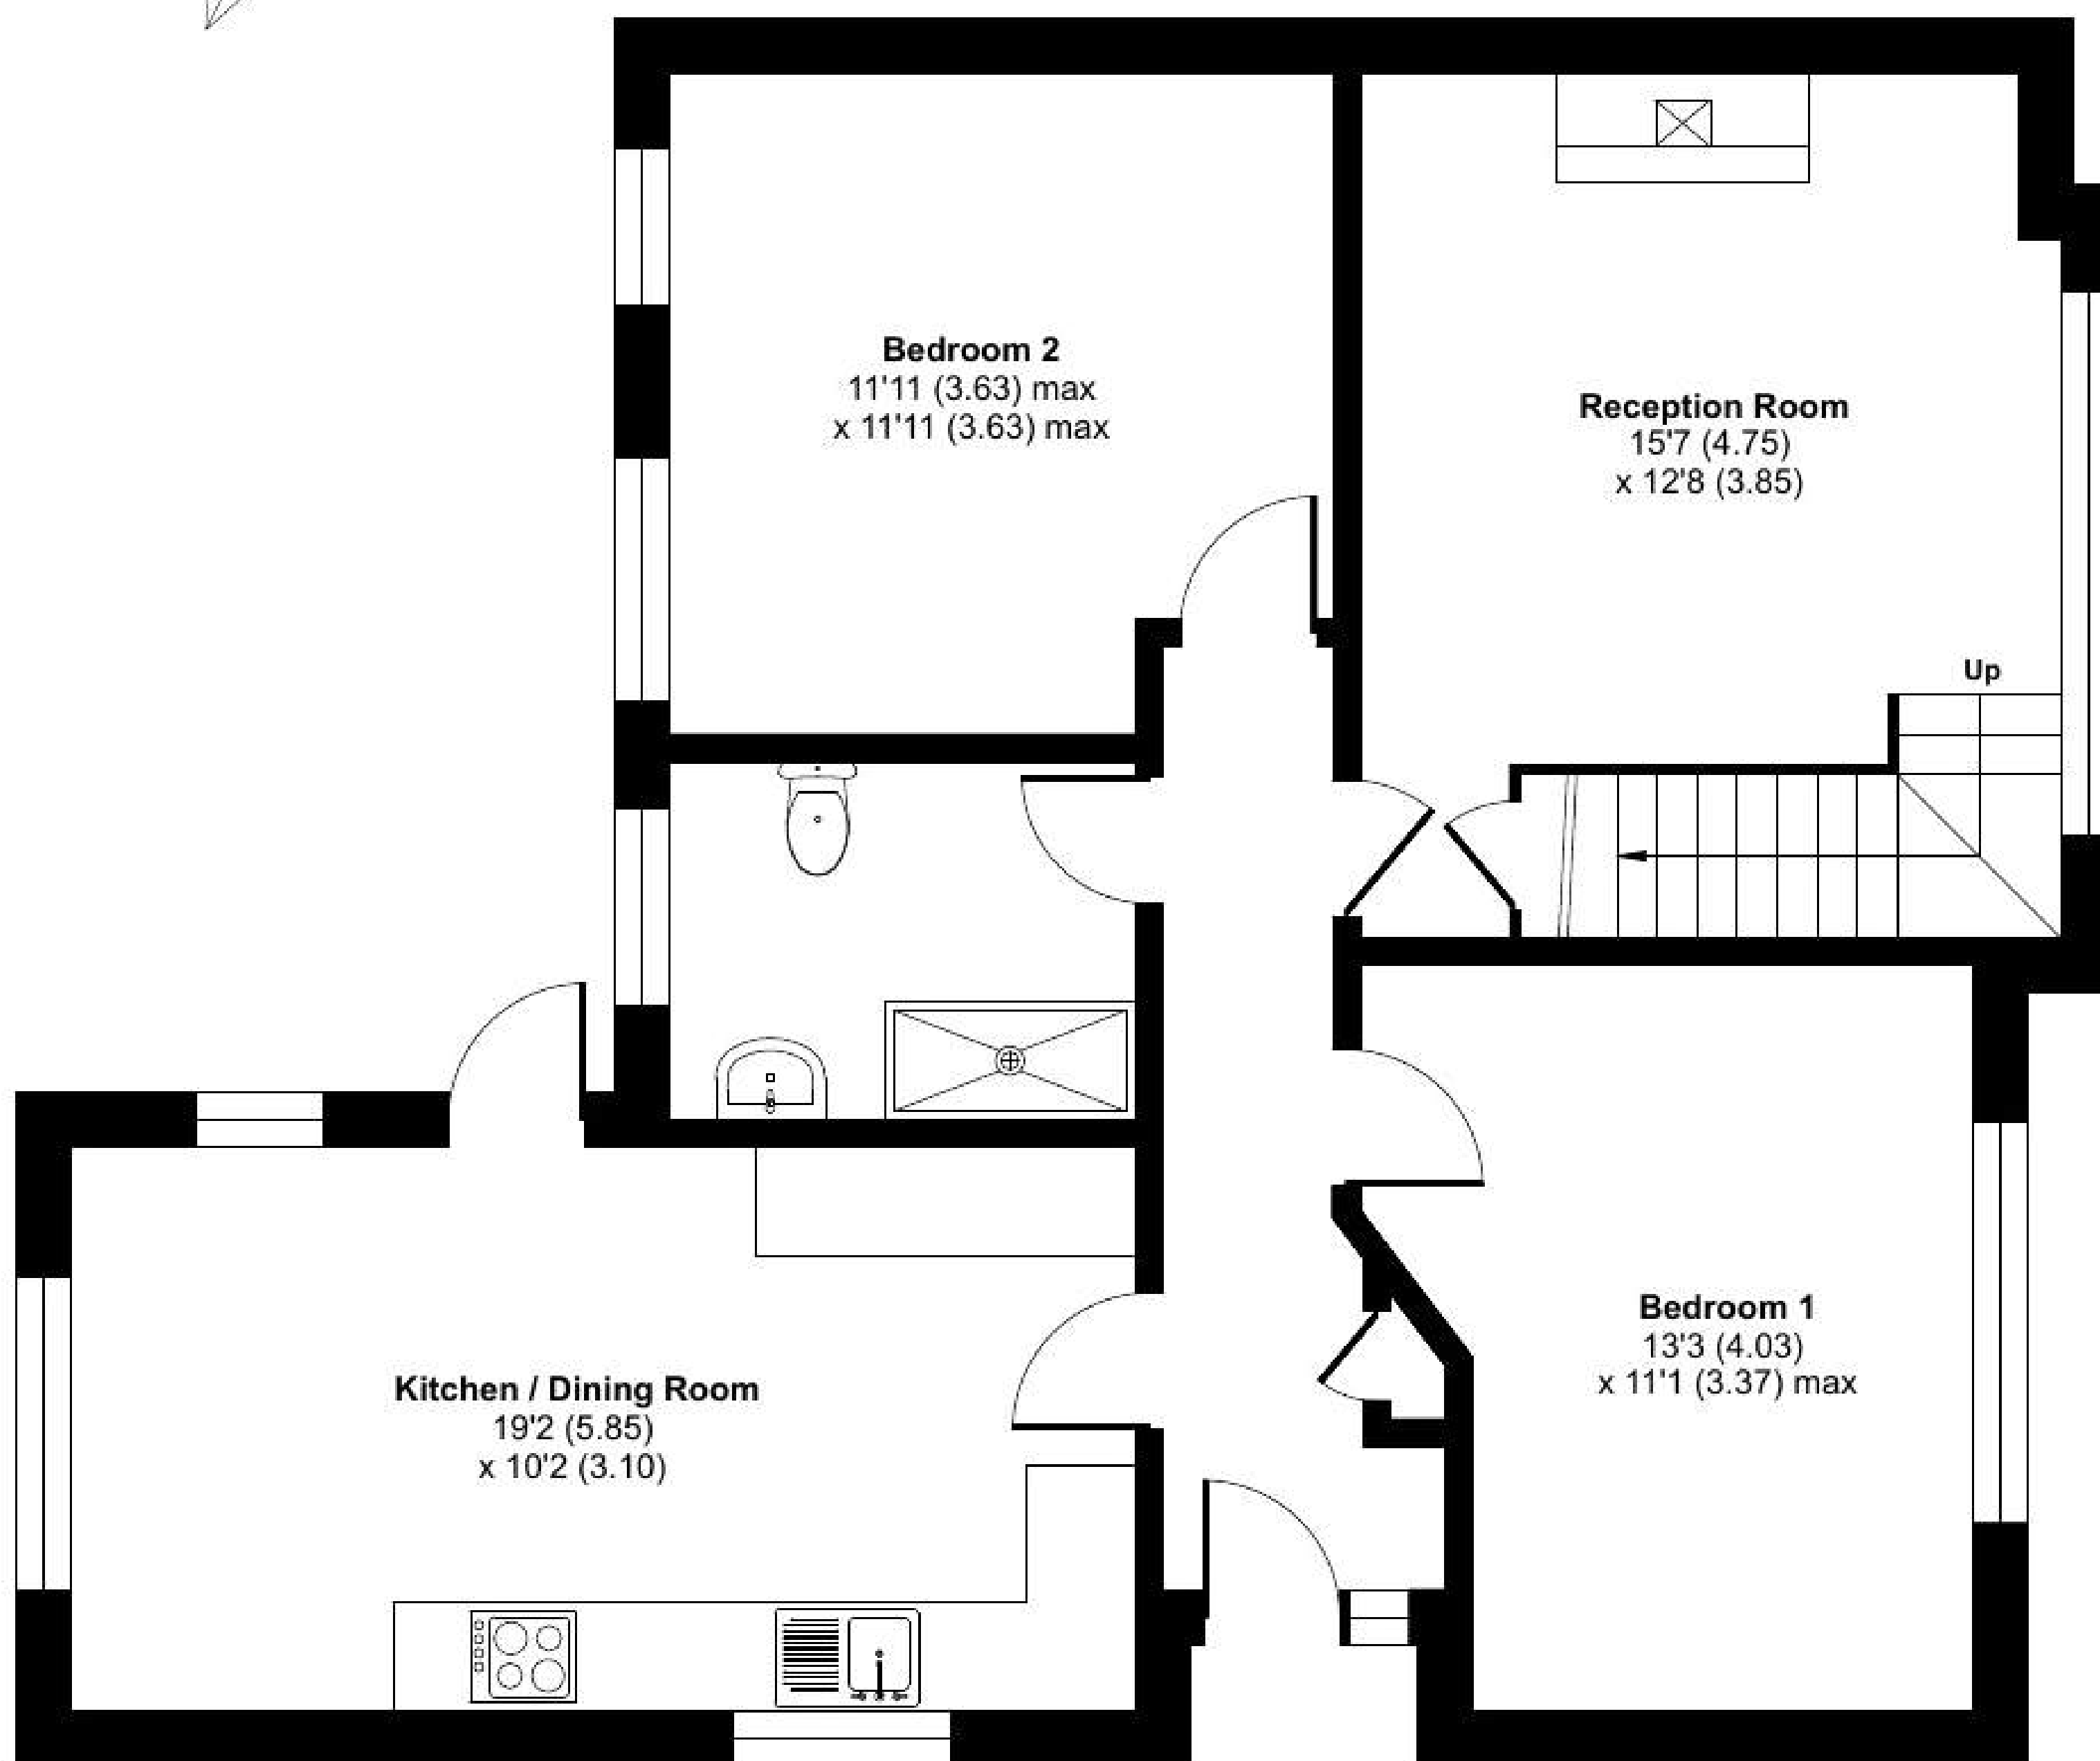 Bedroom 2
11'11 (3.63) max
x 11'11 (3.63) max
Reception Room
15'7 (4.75)
x 12'8 (3.85)
Up
Bedroom 1
13'3 (4.03)
x 11'1 (3.37) max
Kitchen / Dining Room
19'2 (5.85)
x 10'2 (3.10)